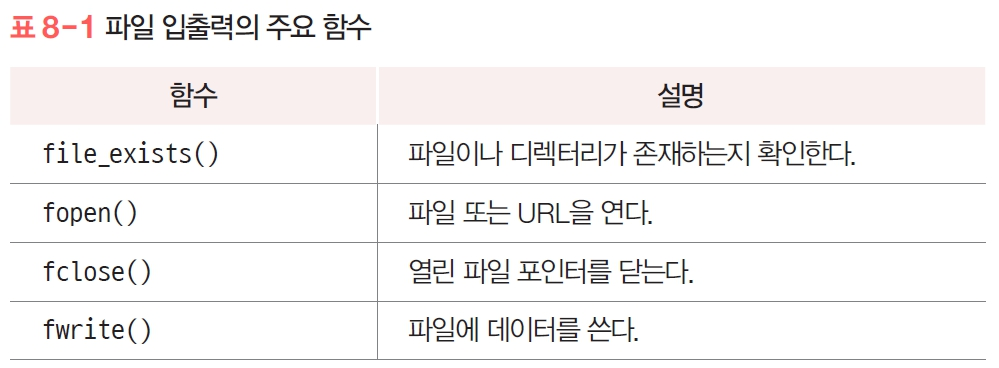 표 8-1 파일 입출력의 주요 함수
함수 설명
file_exists() 파일이나 디렉터리가 존재하는지 확인한다.
fopen() 파일 또는 URL을 연다.
fclose() 열린 파일 포인터를 닫는다.
fwrite() 파일에 데이터를 쓴다.